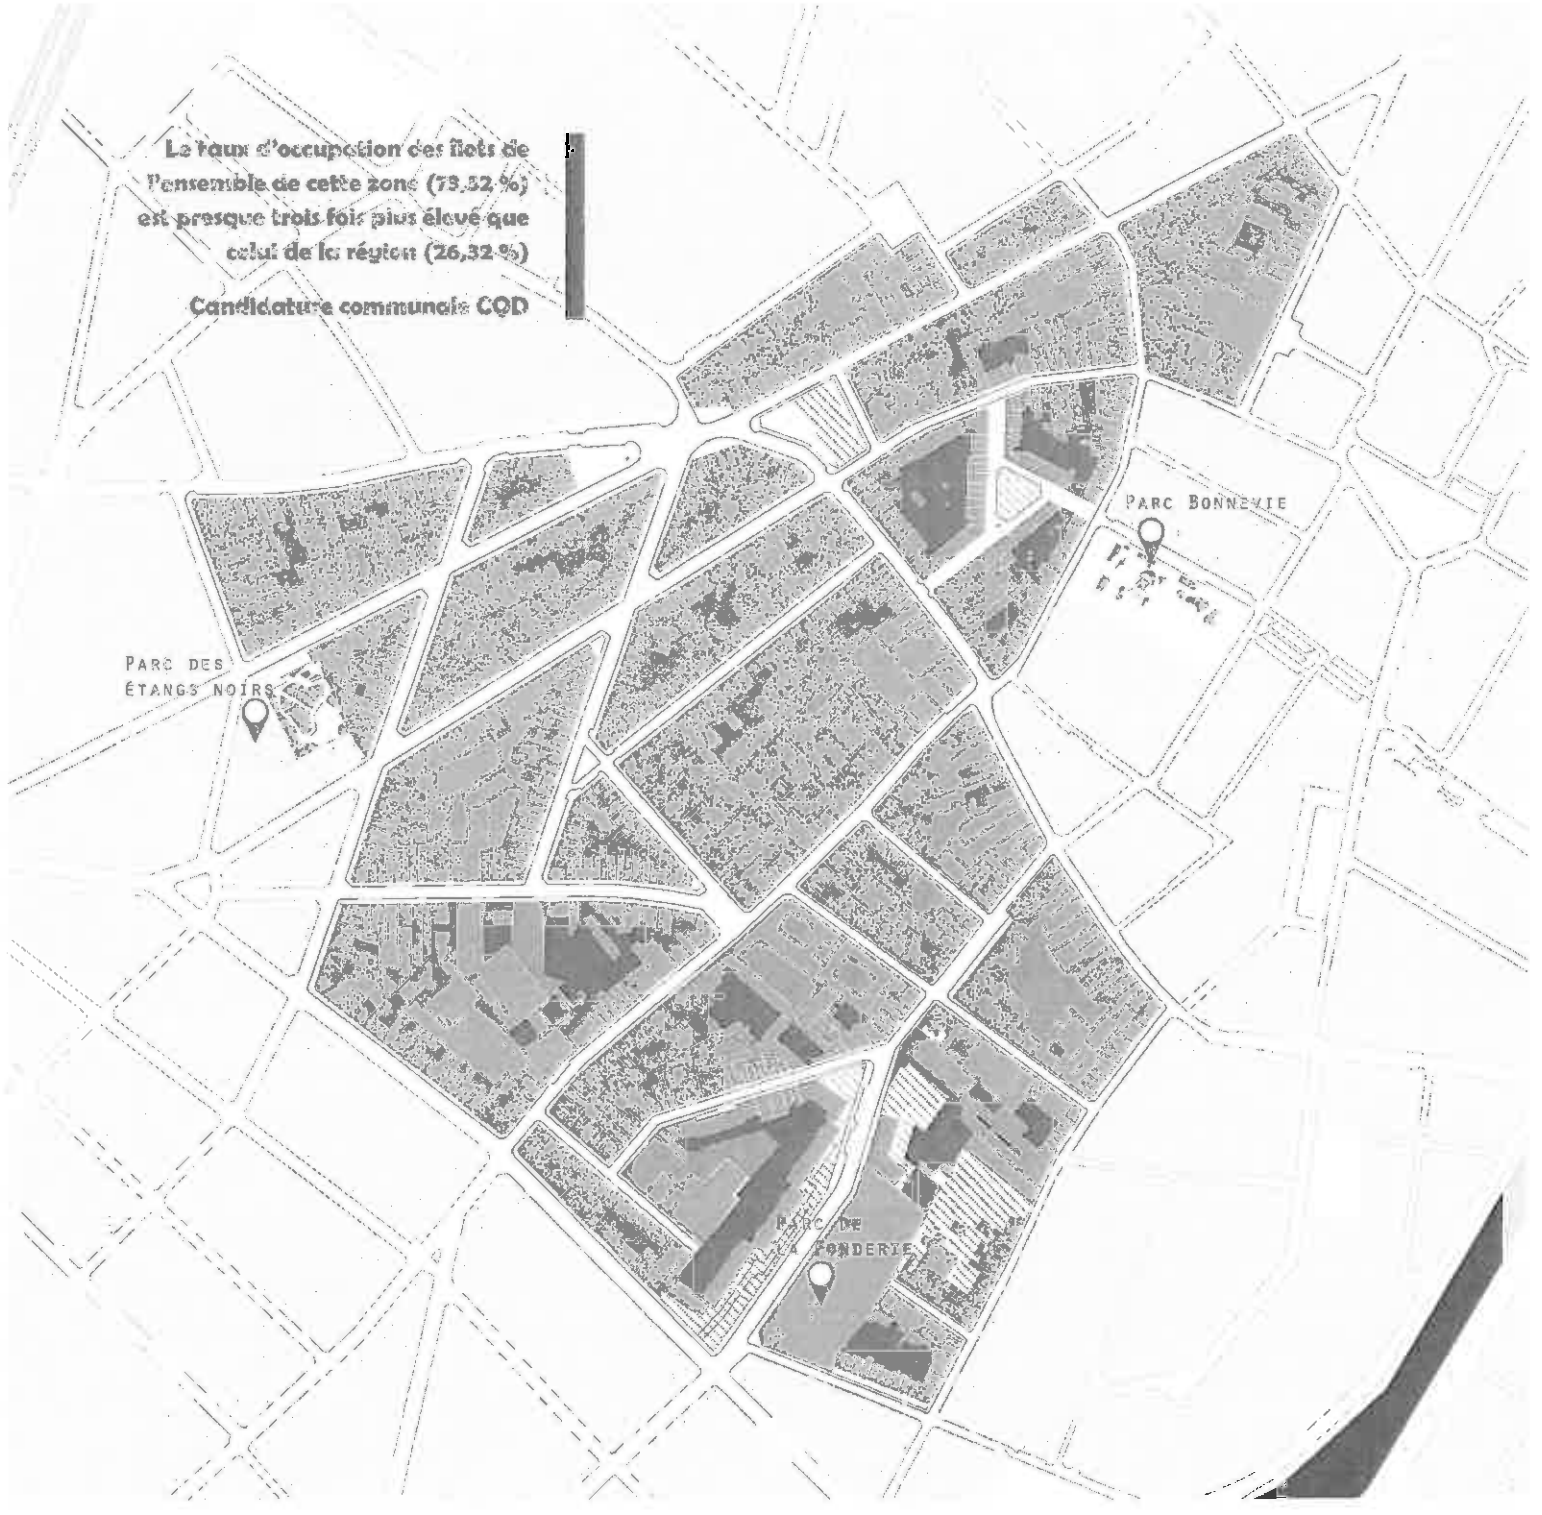 Le taux d'occupation des îlots de
l'ensemble de cette zone (73,52 %)
est presque trois fois plus élevé que
celui de la région (26,32 %)
Candidature communale CQD
PARC BONNEVIE
PARC DES
ÉTANGS NOIRS
PARC DE
LA FONDERIE